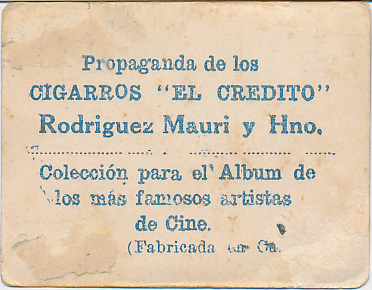 Propaganda de los
CIGARROS "EL CREDITO"
Rodriguez Mauri y Hno.
Colección para el Album de
los más famosos artistas
de Cine.
(Fabricada en